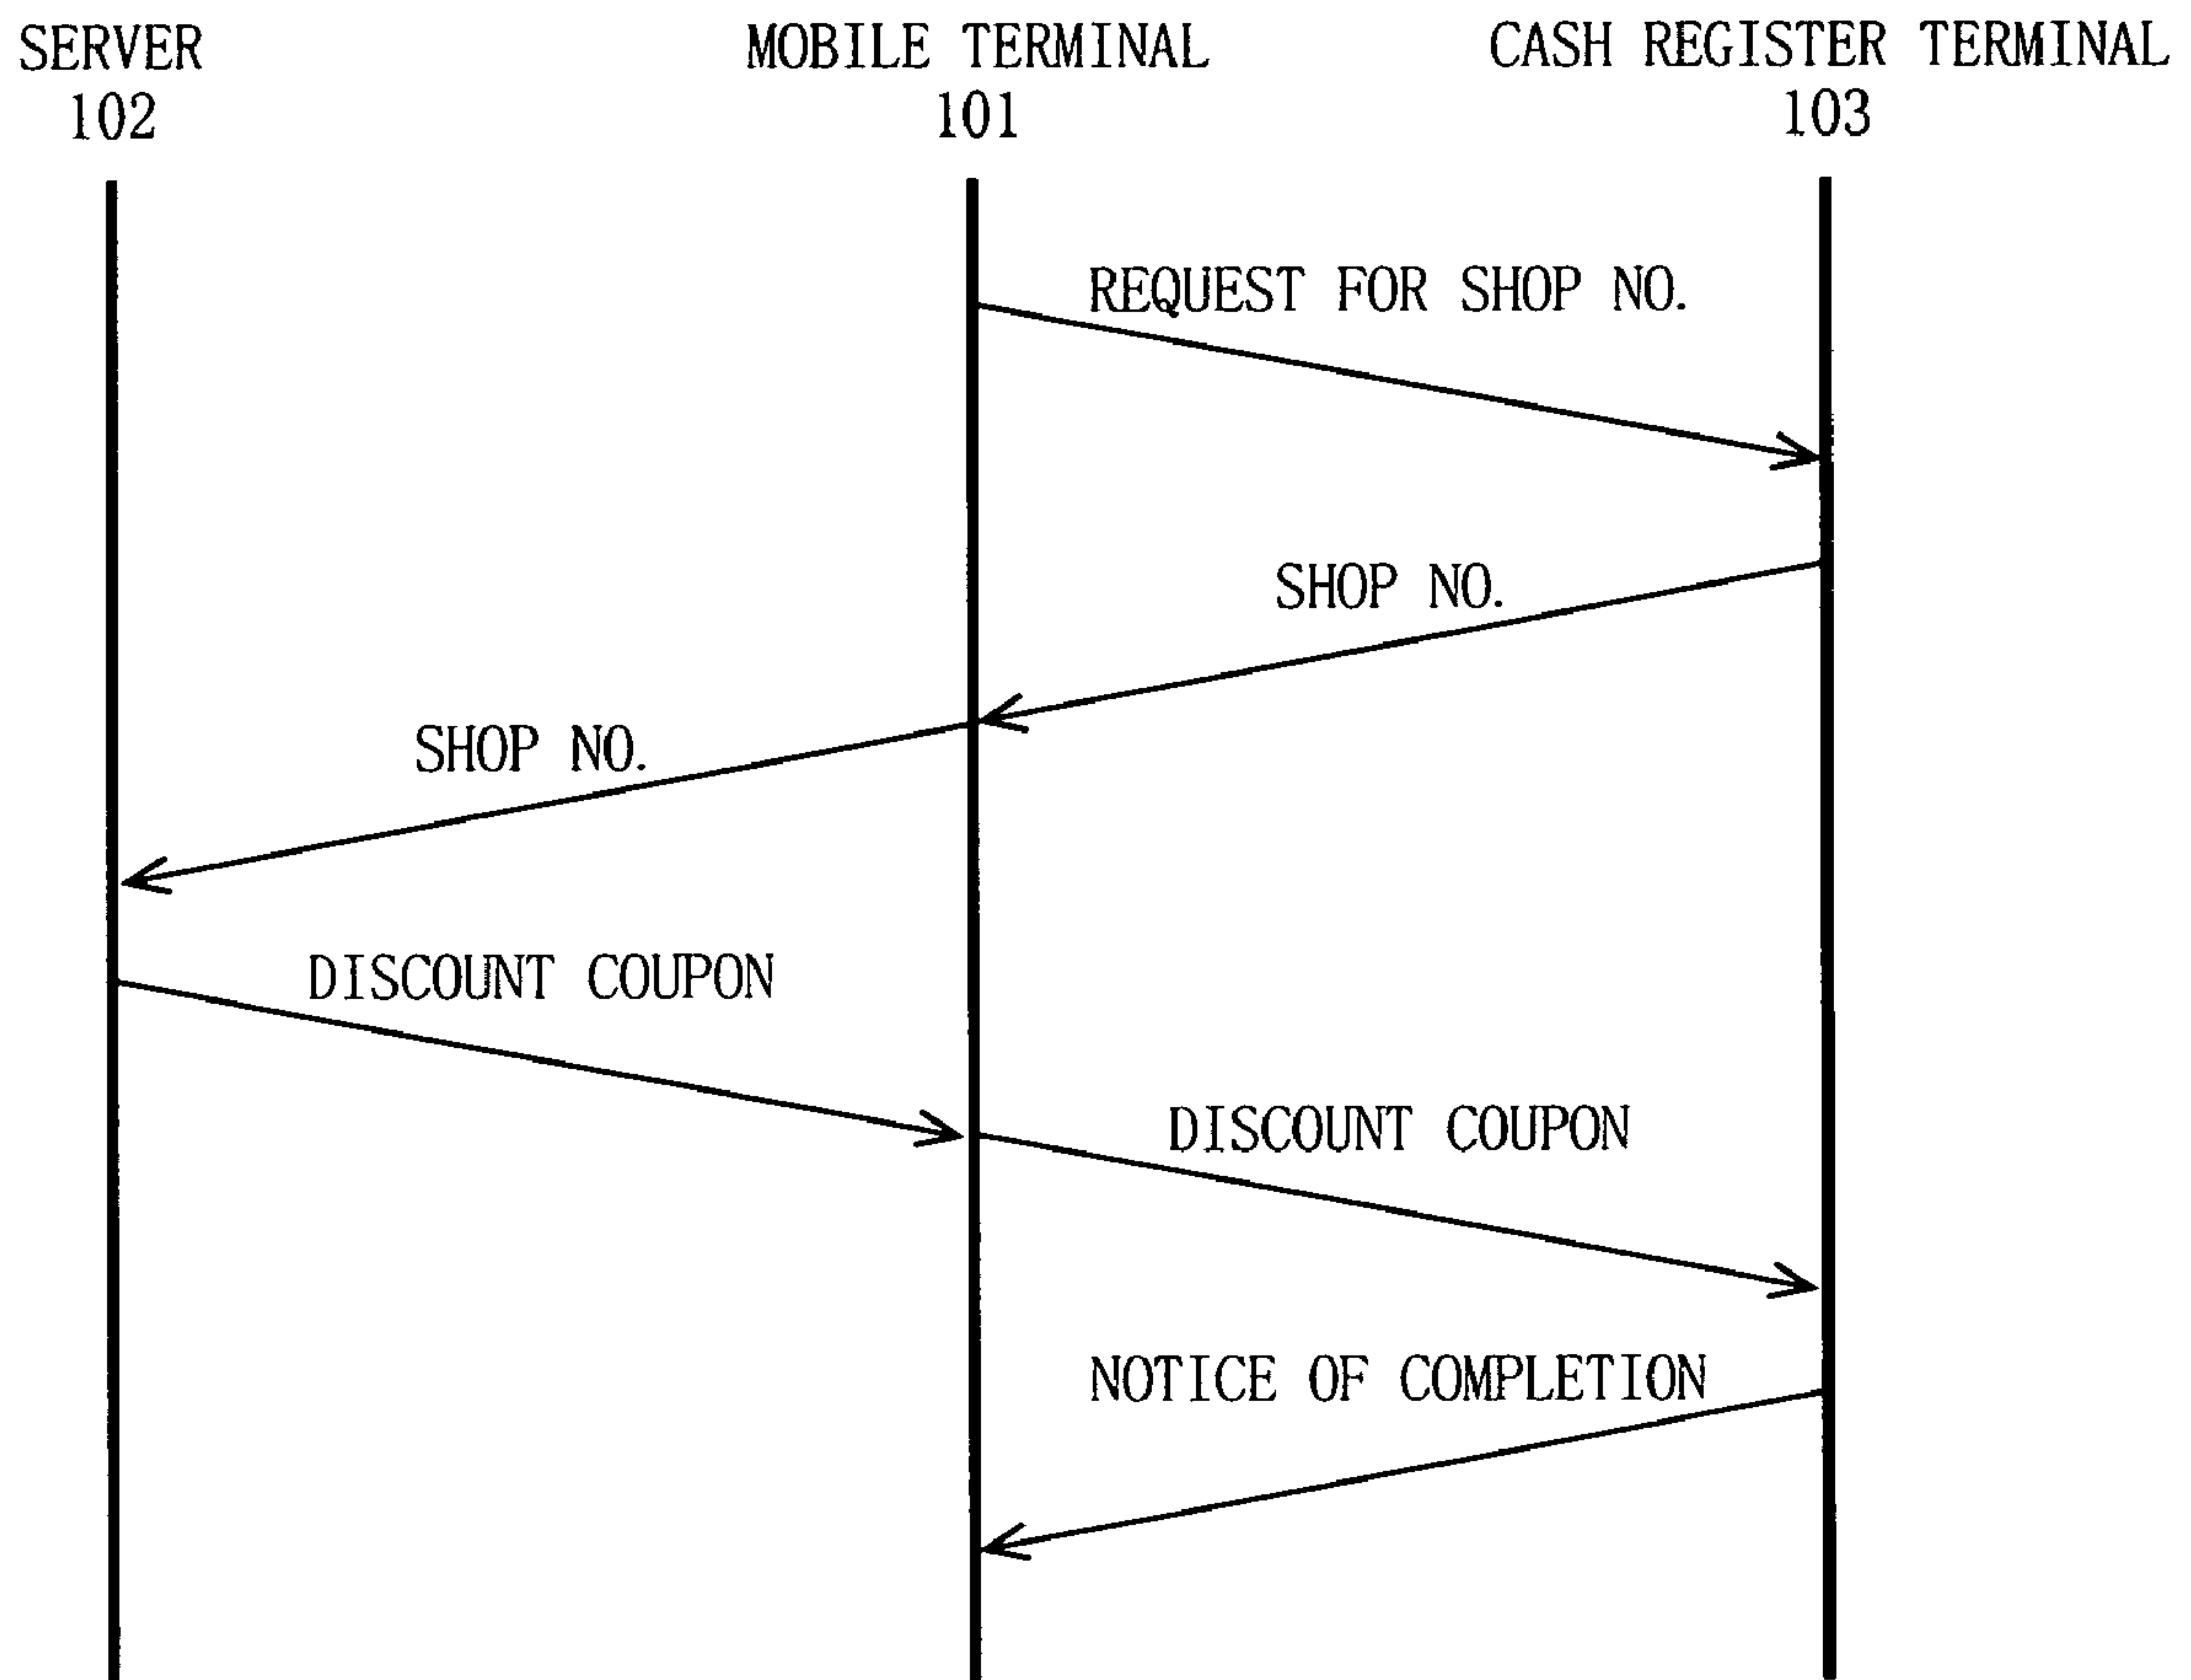 SERVER
102
MOBILE TERMINAL
101
CASH REGISTER TERMINAL
103
REQUEST FOR SHOP NO.
SHOP NO.
SHOP NO.
DISCOUNT COUPON
DISCOUNT COUPON
NOTICE OF COMPLETION